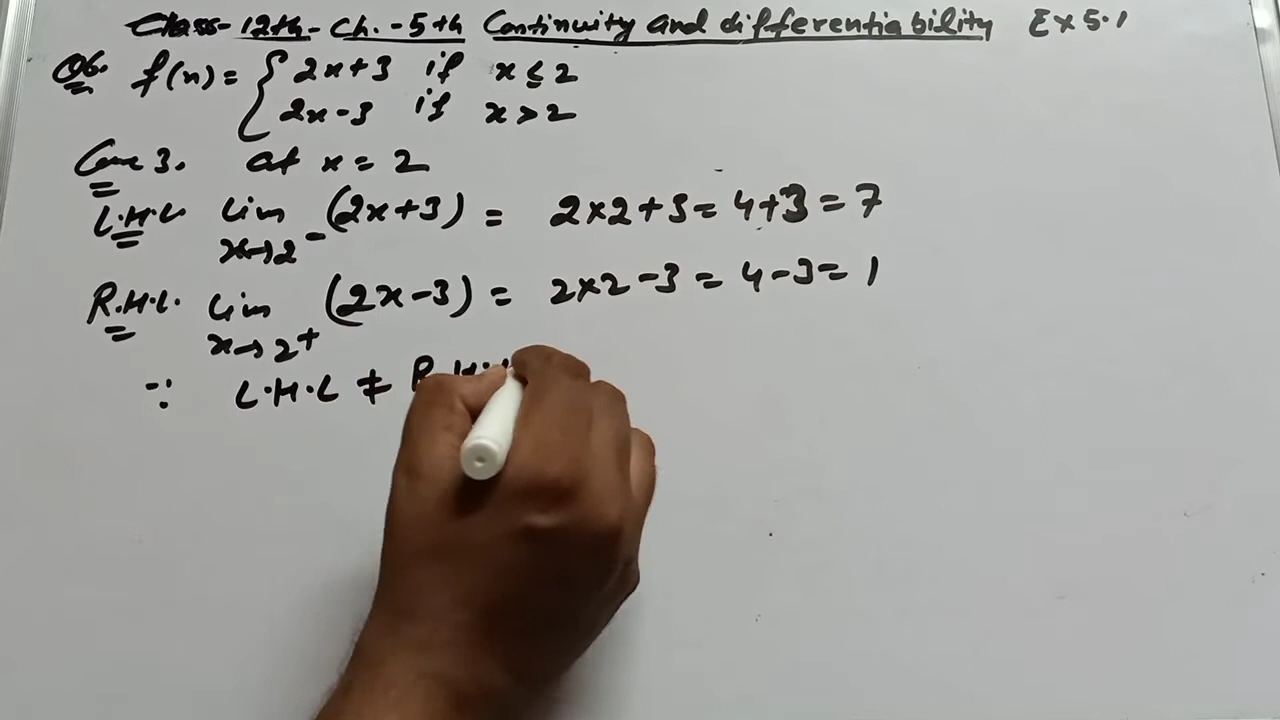 Class-12th-Ch.-5th Continuity and differentiability Ex 5.1
Q6. f(x) = { 2x+3 if x ≤ 2
2x-3 if x > 2
Case 3. at x = 2
L.H.L. lim x→2⁻ (2x+3) = 2×2+3 = 4+3 = 7
R.H.L. lim x→2⁺ (2x-3) = 2×2-3 = 4-3 = 1
∵ L.H.L ≠ R.H.